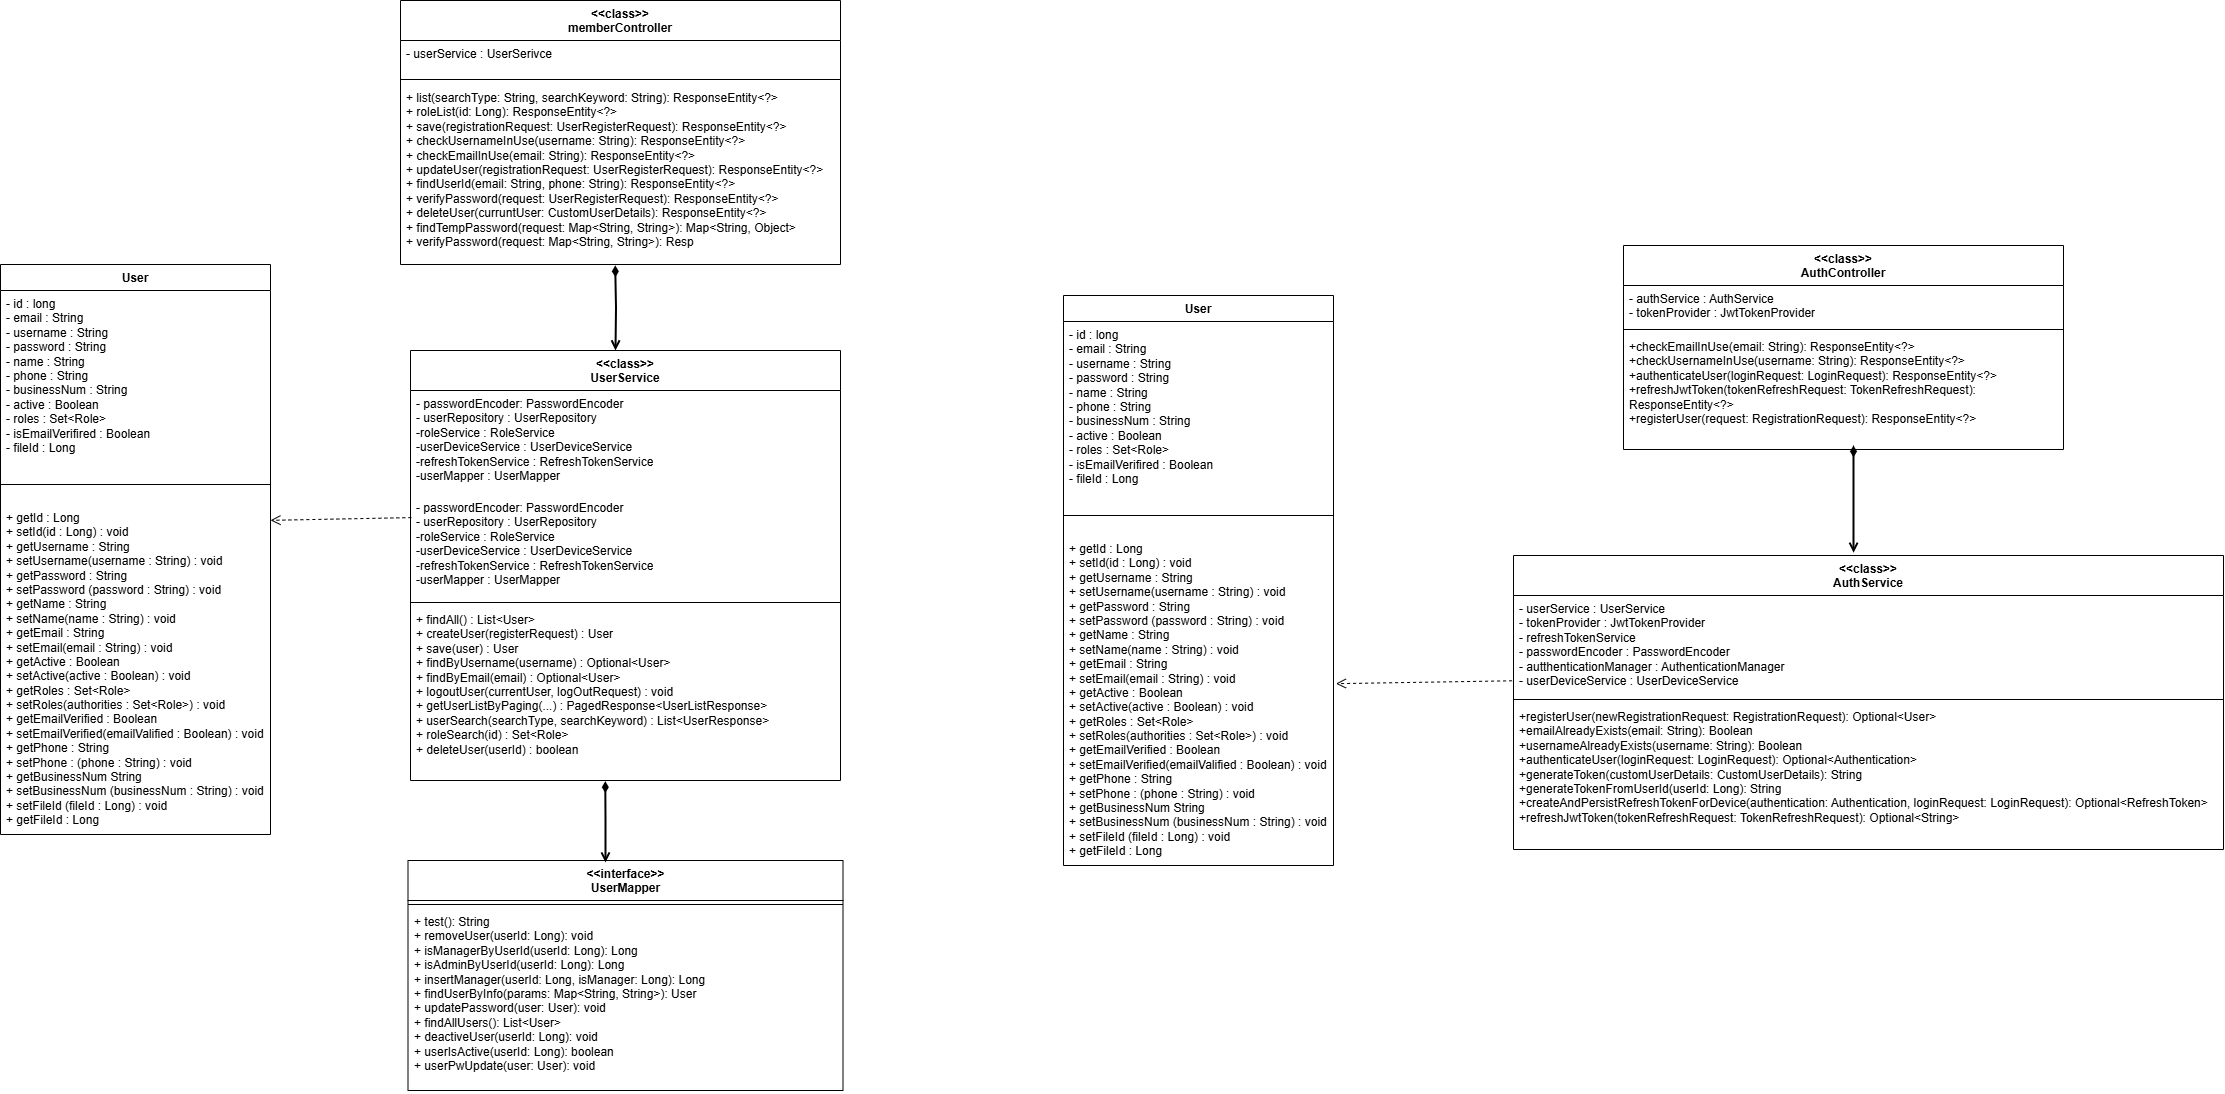 <<class>>
memberController
- userService : UserSerivce
+ list(searchType: String, searchKeyword: String): ResponseEntity<?>
+ roleList(id: Long): ResponseEntity<?>
+ save(registrationRequest: UserRegisterRequest): ResponseEntity<?>
+ checkUsernameInUse(username: String): ResponseEntity<?>
+ checkEmailInUse(email: String): ResponseEntity<?>
+ updateUser(registrationRequest: UserRegisterRequest): ResponseEntity<?>
+ findUserId(email: String, phone: String): ResponseEntity<?>
+ verifyPassword(request: UserRegisterRequest): ResponseEntity<?>
+ deleteUser(curruntUser: CustomUserDetails): ResponseEntity<?>
+ findTempPassword(request: Map<String, String>): Map<String, Object>
+ verifyPassword(request: Map<String, String>): Resp
User
- id : long
- email : String
- username : String
- password : String
- name : String
- phone : String
- businessNum : String
- active : Boolean
- roles : Set<Role>
- isEmailVerifired : Boolean
- fileId : Long
+ getId : Long
+ setId(id : Long) : void
+ getUsername : String
+ setUsername(username : String) : void
+ getPassword : String
+ setPassword (password : String) : void
+ getName : String
+ setName(name : String) : void
+ getEmail : String
+ setEmail(email : String) : void
+ getActive : Boolean
+ setActive(active : Boolean) : void
+ getRoles : Set<Role>
+ setRoles(authorities : Set<Role>) : void
+ getEmailVerified : Boolean
+ setEmailVerified(emailValified : Boolean) : void
+ getPhone : String
+ setPhone : (phone : String) : void
+ getBusinessNum String
+ setBusinessNum (businessNum : String) : void
+ setFileId (fileId : Long) : void
+ getFileId : Long
<<class>>
UserService
- passwordEncoder: PasswordEncoder
- userRepository : UserRepository
-roleService : RoleService
-userDeviceService : UserDeviceService
-refreshTokenService : RefreshTokenService
-userMapper : UserMapper
- passwordEncoder: PasswordEncoder
- userRepository : UserRepository
-roleService : RoleService
-userDeviceService : UserDeviceService
-refreshTokenService : RefreshTokenService
-userMapper : UserMapper
+ findAll() : List<User>
+ createUser(registerRequest) : User
+ save(user) : User
+ findByUsername(username) : Optional<User>
+ findByEmail(email) : Optional<User>
+ logoutUser(currentUser, logOutRequest) : void
+ getUserListByPaging(...) : PagedResponse<UserListResponse>
+ userSearch(searchType, searchKeyword) : List<UserResponse>
+ roleSearch(id) : Set<Role>
+ deleteUser(userId) : boolean
<<interface>>
UserMapper
+ test(): String
+ removeUser(userId: Long): void
+ isManagerByUserId(userId: Long): Long
+ isAdminByUserId(userId: Long): Long
+ insertManager(userId: Long, isManager: Long): Long
+ findUserByInfo(params: Map<String, String>): User
+ updatePassword(user: User): void
+ findAllUsers(): List<User>
+ deactiveUser(userId: Long): void
+ userIsActive(userId: Long): boolean
+ userPwUpdate(user: User): void
User
- id : long
- email : String
- username : String
- password : String
- name : String
- phone : String
- businessNum : String
- active : Boolean
- roles : Set<Role>
- isEmailVerifired : Boolean
- fileId : Long
+ getId : Long
+ setId(id : Long) : void
+ getUsername : String
+ setUsername(username : String) : void
+ getPassword : String
+ setPassword (password : String) : void
+ getName : String
+ setName(name : String) : void
+ getEmail : String
+ setEmail(email : String) : void
+ getActive : Boolean
+ setActive(active : Boolean) : void
+ getRoles : Set<Role>
+ setRoles(authorities : Set<Role>) : void
+ getEmailVerified : Boolean
+ setEmailVerified(emailValified : Boolean) : void
+ getPhone : String
+ setPhone : (phone : String) : void
+ getBusinessNum String
+ setBusinessNum (businessNum : String) : void
+ setFileId (fileId : Long) : void
+ getFileId : Long
<<class>>
AuthController
- authService : AuthService
- tokenProvider : JwtTokenProvider
+checkEmailInUse(email: String): ResponseEntity<?>
+checkUsernameInUse(username: String): ResponseEntity<?>
+authenticateUser(loginRequest: LoginRequest): ResponseEntity<?>
+refreshJwtToken(tokenRefreshRequest: TokenRefreshRequest):
ResponseEntity<?>
+registerUser(request: RegistrationRequest): ResponseEntity<?>
<<class>>
AuthService
- userService : UserService
- tokenProvider : JwtTokenProvider
- refreshTokenService
- passwordEncoder : PasswordEncoder
- autthenticationManager : AuthenticationManager
- userDeviceService : UserDeviceService
+registerUser(newRegistrationRequest: RegistrationRequest): Optional<User>
+emailAlreadyExists(email: String): Boolean
+usernameAlreadyExists(username: String): Boolean
+authenticateUser(loginRequest: LoginRequest): Optional<Authentication>
+generateToken(customUserDetails: CustomUserDetails): String
+generateTokenFromUserId(userId: Long): String
+createAndPersistRefreshTokenForDevice(authentication: Authentication, loginRequest: LoginRequest): Optional<RefreshToken>
+refreshJwtToken(tokenRefreshRequest: TokenRefreshRequest): Optional<String>